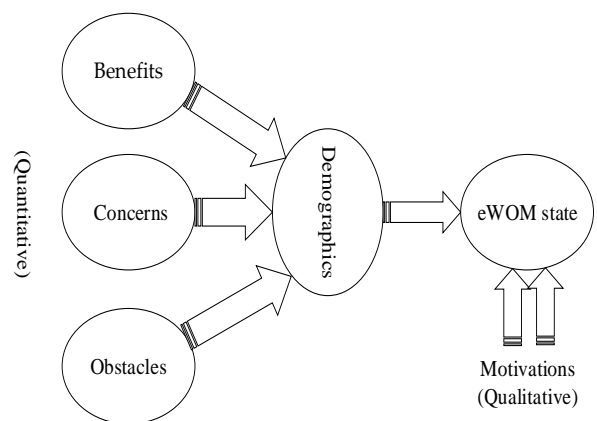 Benefits
(Quantitative)
Concerns
Demographics
eWOM state
Obstacles
Motivations
(Qualitative)